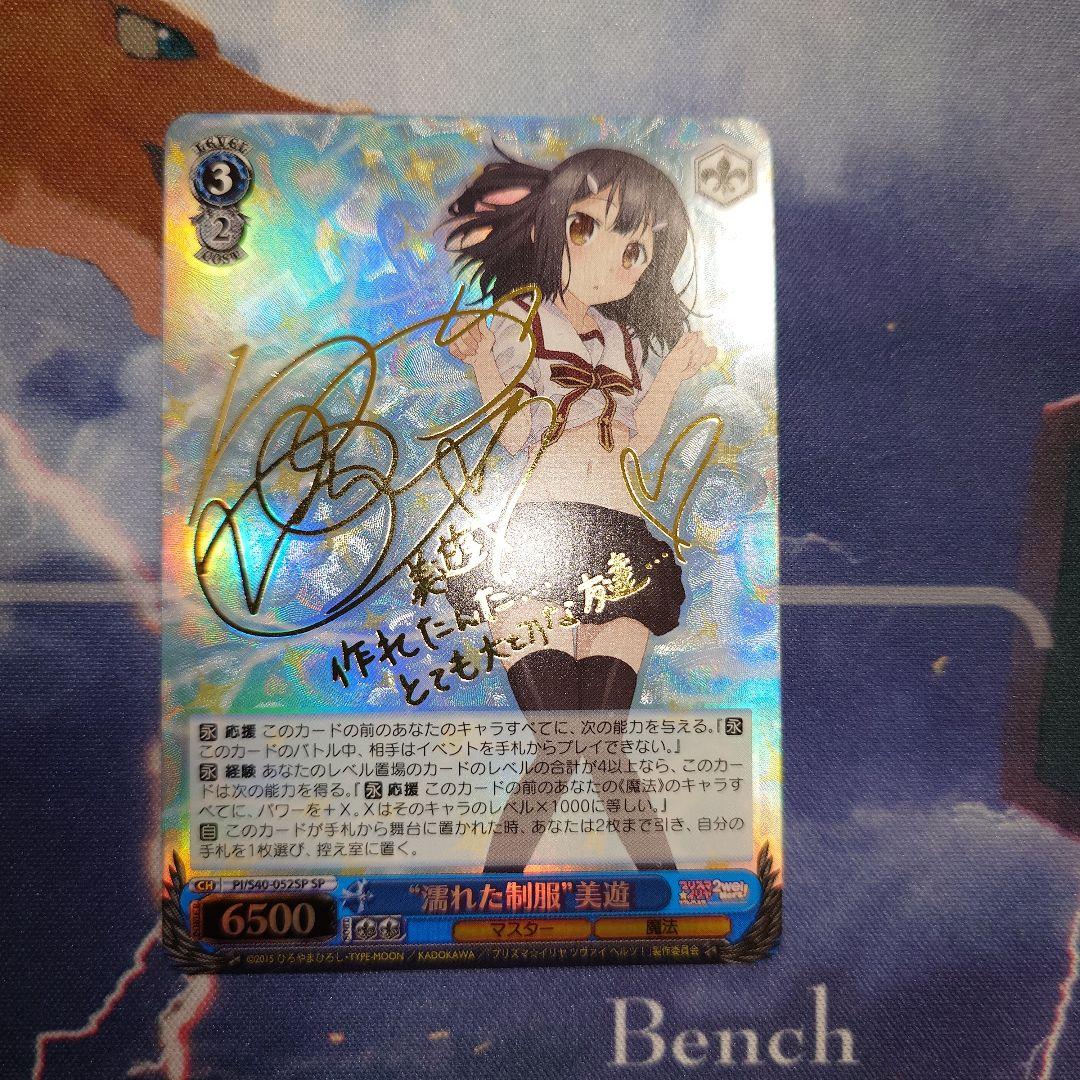 LEVEL
3
2
COST
美遊
作れたんだ…
とても大切な友達…
永 応援 このカードの前のあなたのキャラすべてに、次の能力を与える。『永
このカードのバトル中、相手はイベントを手札からプレイできない。』
永 経験 あなたのレベル置場のカードのレベルの合計が4以上なら、このカー
ドは次の能力を得る。『永 応援 このカードの前のあなたの《魔法》のキャラす
べてに、パワーを+X。Xはそのキャラのレベル×1000に等しい。』
自 このカードが手札から舞台に置かれた時、あなたは2枚まで引き、自分の
手札を1枚選び、控え室に置く。
CH PI/S40-052SP SP
“濡れた制服”美遊
2wei!
6500
マスター
魔法
©2015 ひろやまひろし・TYPE-MOON／KADOKAWA／「プリズマ☆イリヤ ツヴァイ ヘルツ！」製作委員会
Bench